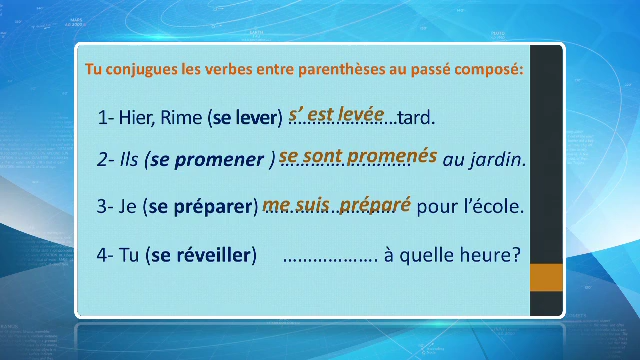 Tu conjugues les verbes entre parenthèses au passé composé:
1- Hier, Rime (se lever) s' est levée ………………...tard.
2- Ils (se promener ) se sont promenés …………………… au jardin.
3- Je (se préparer) me suis préparé …………………… pour l'école.
4- Tu (se réveiller) ………………. à quelle heure?